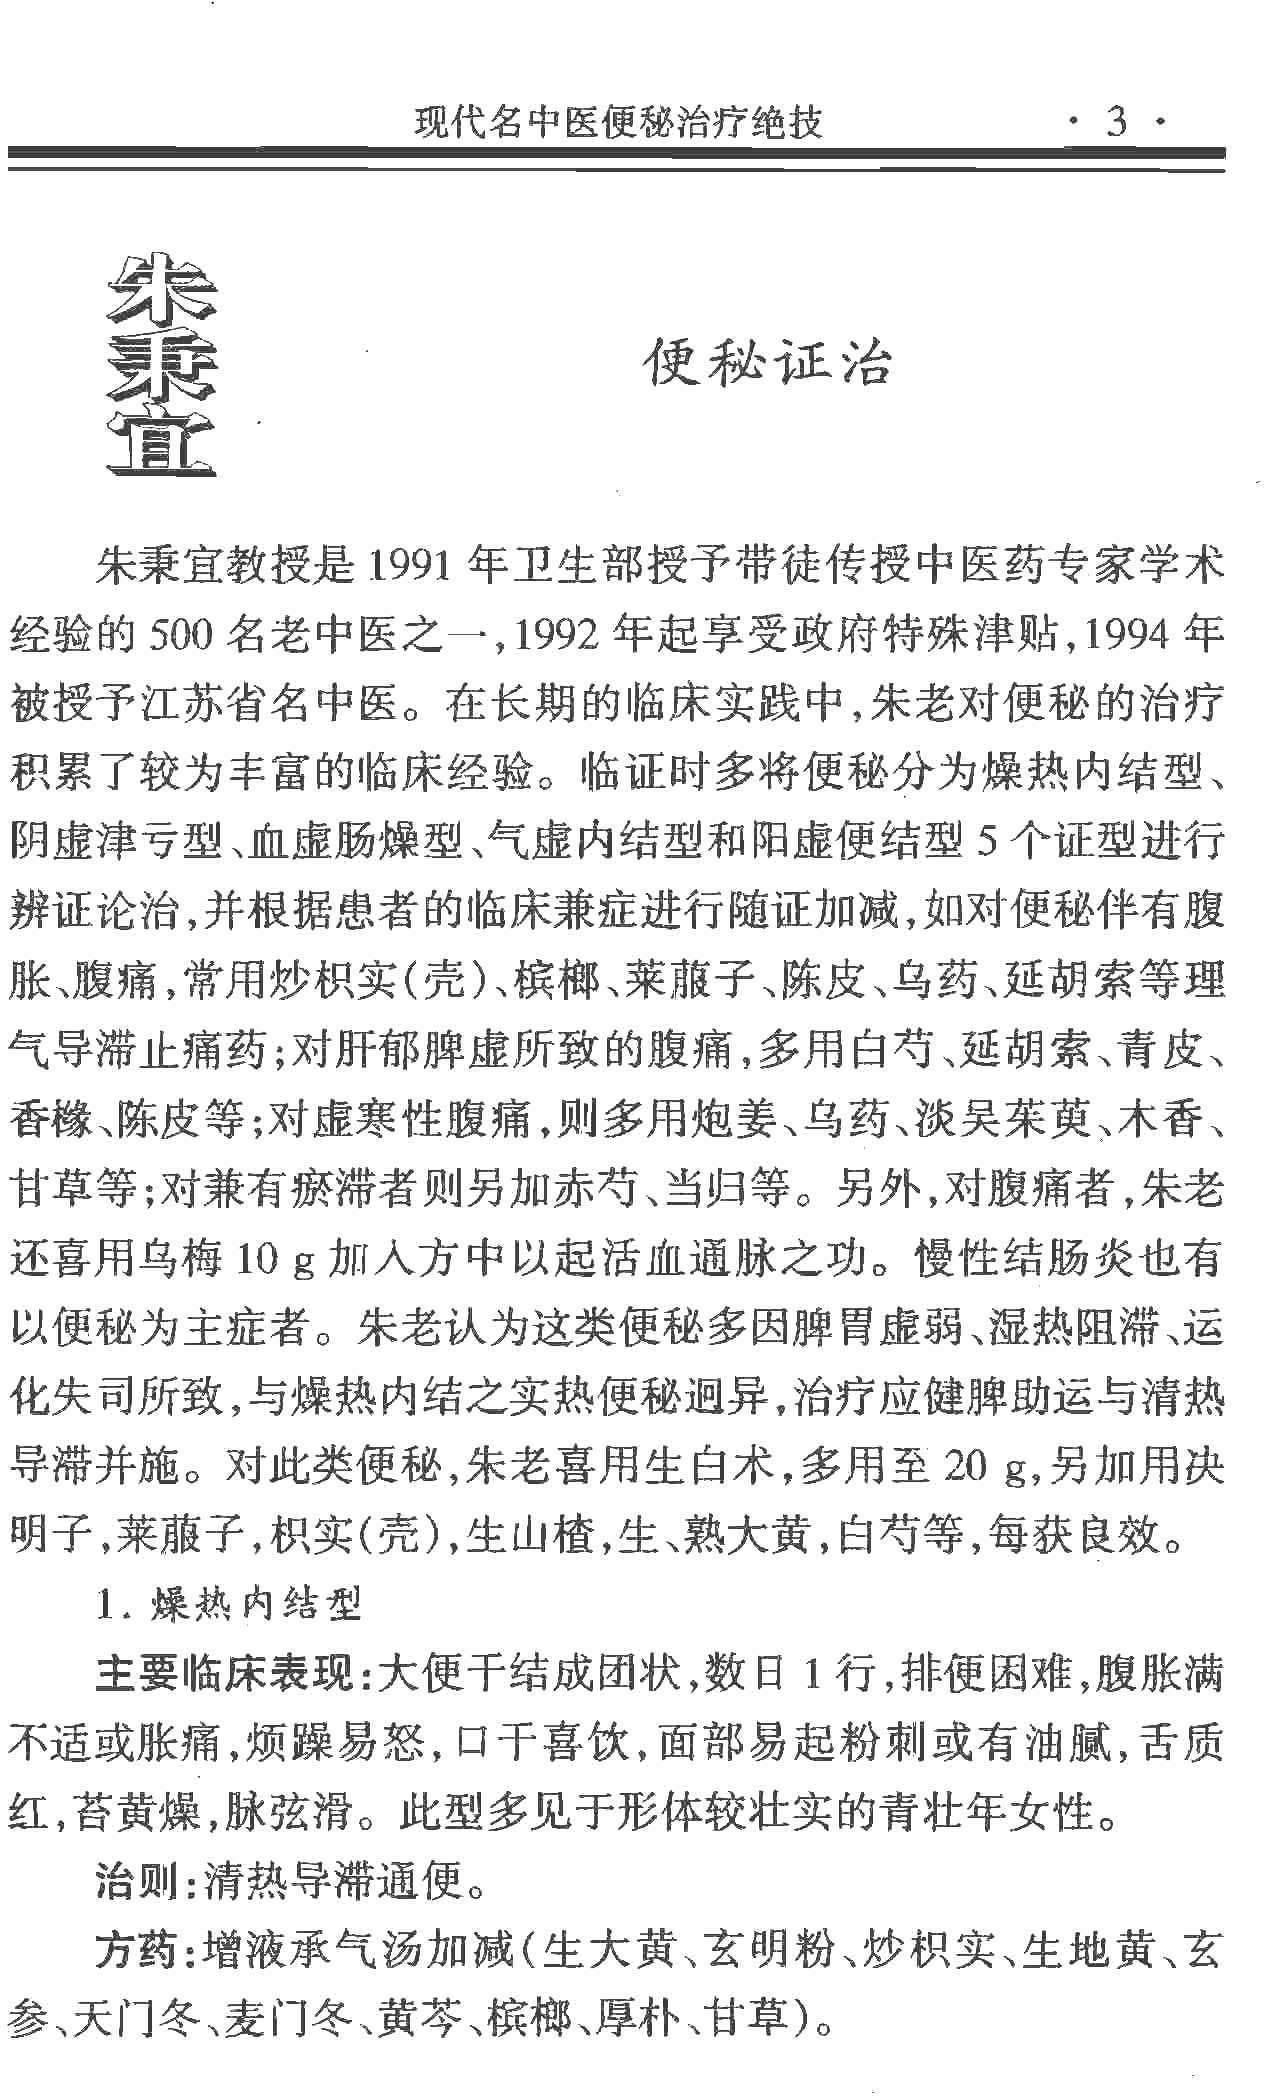 现代名中医便秘治疗绝技 · 3 ·
朱秉宜
便秘证治
朱秉宜教授是 1991 年卫生部授予带徒传授中医药专家学术
经验的 500 名老中医之一,1992 年起享受政府特殊津贴,1994 年
被授予江苏省名中医。在长期的临床实践中,朱老对便秘的治疗
积累了较为丰富的临床经验。临证时多将便秘分为燥热内结型、
阴虚津亏型、血虚肠燥型、气虚内结型和阳虚便结型 5 个证型进行
辨证论治,并根据患者的临床兼症进行随证加减,如对便秘伴有腹
胀、腹痛,常用炒枳实(壳)、槟榔、莱菔子、陈皮、乌药、延胡索等理
气导滞止痛药;对肝郁脾虚所致的腹痛,多用白芍、延胡索、青皮、
香橼、陈皮等;对虚寒性腹痛,则多用炮姜、乌药、淡吴茱萸、木香、
甘草等;对兼有瘀滞者则另加赤芍、当归等。另外,对腹痛者,朱老
还喜用乌梅 10 g 加入方中以起活血通脉之功。慢性结肠炎也有
以便秘为主症者。朱老认为这类便秘多因脾胃虚弱、湿热阻滞、运
化失司所致,与燥热内结之实热便秘迥异,治疗应健脾助运与清热
导滞并施。对此类便秘,朱老喜用生白术,多用至 20 g,另加用决
明子,莱菔子,枳实(壳),生山楂,生、熟大黄,白芍等,每获良效。
1. 燥热内结型
主要临床表现:大便干结成团状,数日 1 行,排便困难,腹胀满
不适或胀痛,烦躁易怒,口干喜饮,面部易起粉刺或有油腻,舌质
红,苔黄燥,脉弦滑。此型多见于形体较壮实的青壮年女性。
治则:清热导滞通便。
方药:增液承气汤加减(生大黄、玄明粉、炒枳实、生地黄、玄
参、天门冬、麦门冬、黄芩、槟榔、厚朴、甘草)。